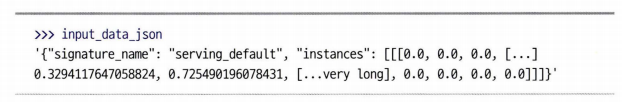 >>> input_data_json
'{"signature_name": "serving_default", "instances": [[[0.0, 0.0, 0.0, [...]
0.3294117647058824, 0.725490196078431, [...very long], 0.0, 0.0, 0.0, 0.0]]]}'